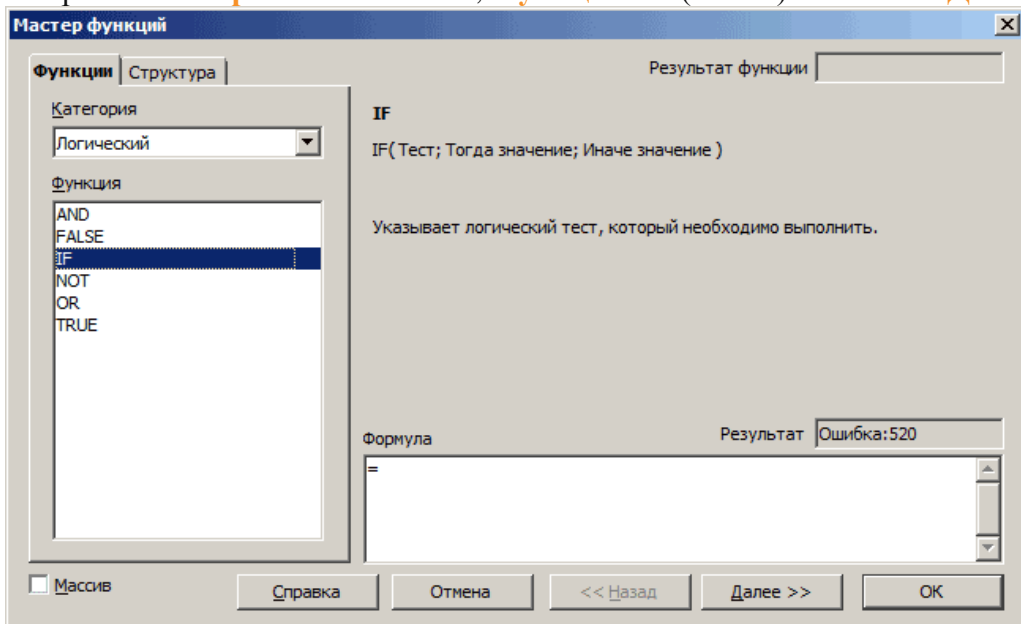 Мастер функций
Функции Структура
Результат функции
Категория
Логический
Функция
AND
FALSE
IF
NOT
OR
TRUE
IF
IF( Тест; Тогда значение; Иначе значение )
Указывает логический тест, который необходимо выполнить.
Формула
Результат Ошибка:520
=
Массив
Справка Отмена << Назад Далее >> ОК